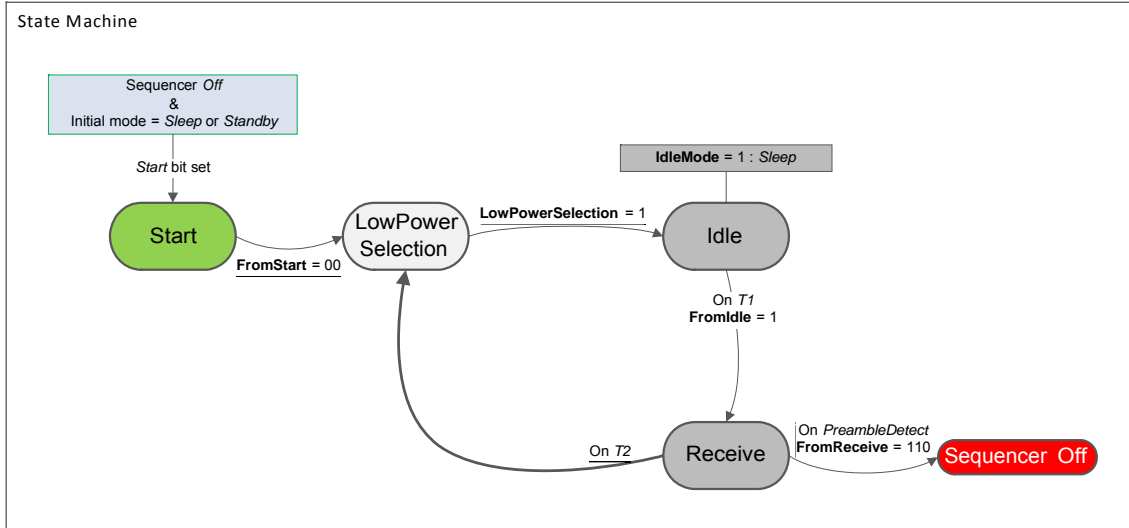 State Machine
Sequencer Off
&
Initial mode = Sleep or Standby
Start bit set
IdleMode = 1 : Sleep
Start
FromStart = 00
LowPower
Selection
LowPowerSelection = 1
Idle
On T1
FromIdle = 1
On T2
Receive
On PreambleDetect
FromReceive = 110
Sequencer Off